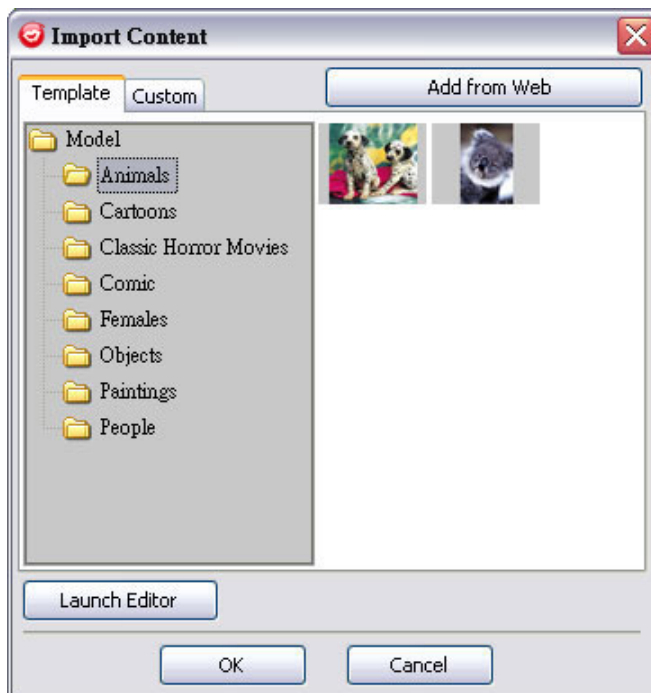 Import Content
Template
Custom
Add from Web
Model
Animals
Cartoons
Classic Horror Movies
Comic
Females
Objects
Paintings
People
Launch Editor
OK
Cancel